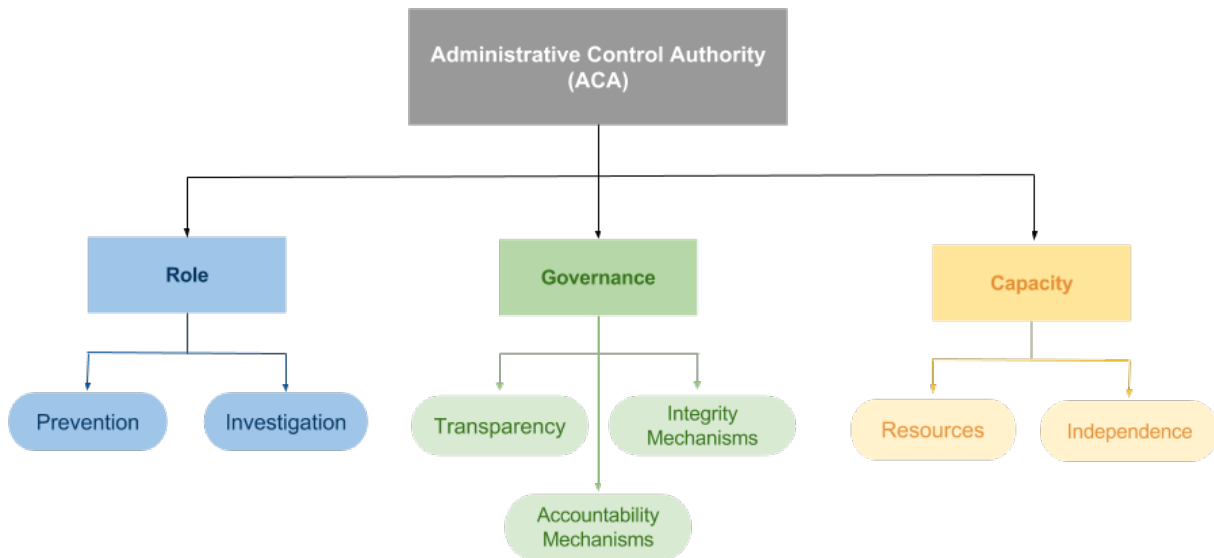 Administrative Control Authority
(ACA)
Role
Governance
Capacity
Prevention
Investigation
Transparency
Integrity
Mechanisms
Resources
Independence
Accountability
Mechanisms